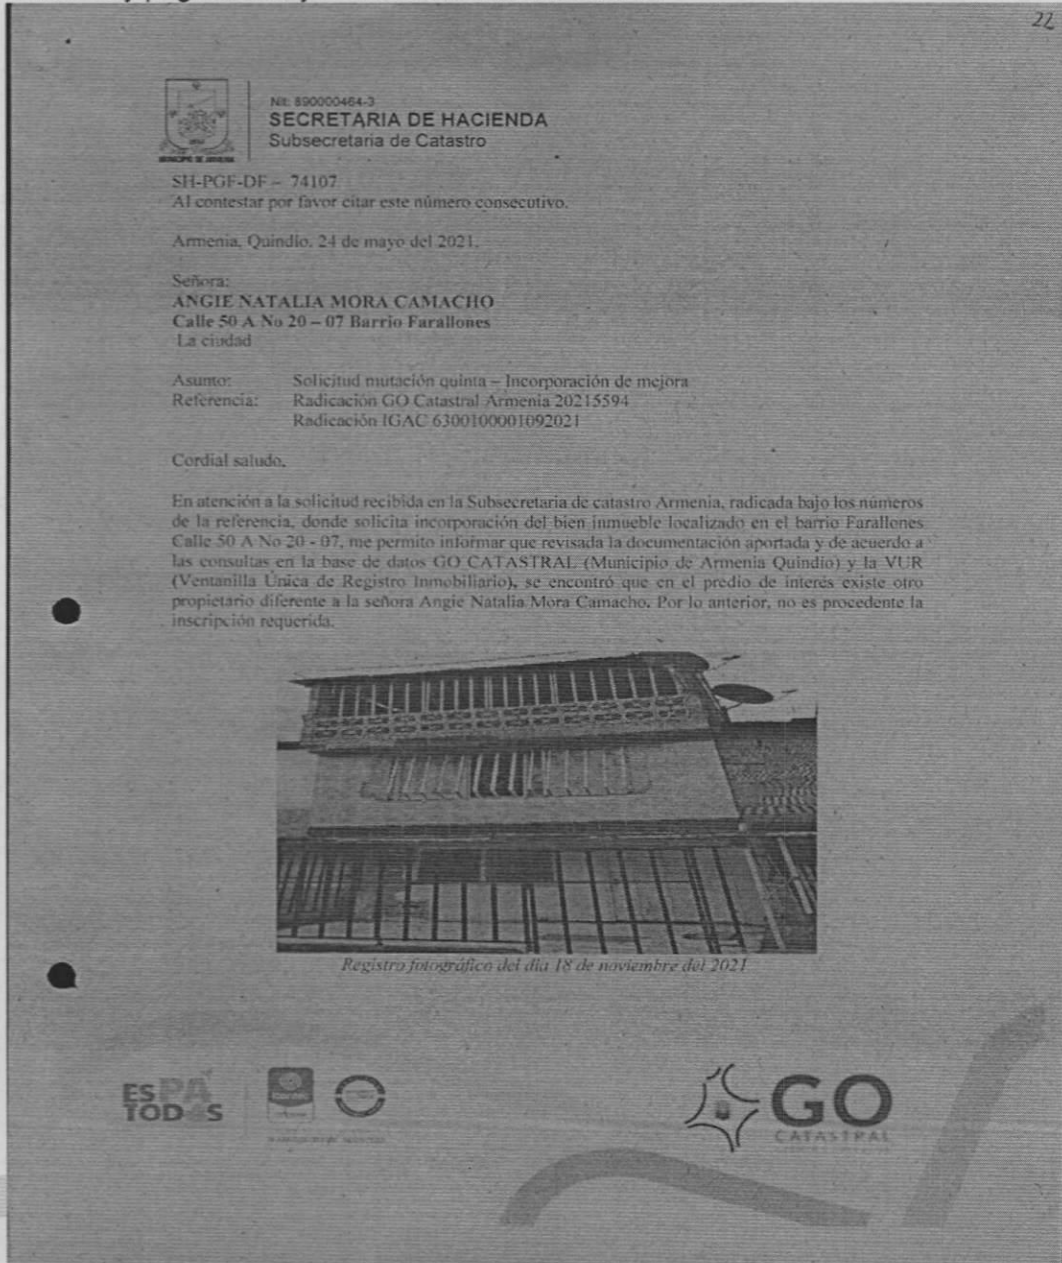 22
Nit: 890000464-3
SECRETARIA DE HACIENDA
Subsecretaria de Catastro
MUNICIPIO DE ARMENIA
SH-PGF-DF – 74107
Al contestar por favor citar este número consecutivo.
Armenia, Quindío, 24 de mayo del 2021.
Señora:
ANGIE NATALIA MORA CAMACHO
Calle 50 A No 20 – 07 Barrio Farallones
La ciudad
Asunto: Solicitud mutación quinta – Incorporación de mejora
Referencia: Radicación GO Catastral Armenia 20215594
Radicación IGAC 6300100001092021
Cordial saludo,
En atención a la solicitud recibida en la Subsecretaria de catastro Armenia, radicada bajo los números
de la referencia, donde solicita incorporación del bien inmueble localizado en el barrio Farallones
Calle 50 A No 20 - 07, me permito informar que revisada la documentación aportada y de acuerdo a
las consultas en la base de datos GO CATASTRAL (Municipio de Armenia Quindío) y la VUR
(Ventanilla Única de Registro Inmobiliario), se encontró que en el predio de interés existe otro
propietario diferente a la señora Angie Natalia Mora Camacho. Por lo anterior, no es procedente la
inscripción requerida.
Registro fotográfico del día 18 de noviembre del 2021
ES PA
TODOS
GO
CATASTRAL